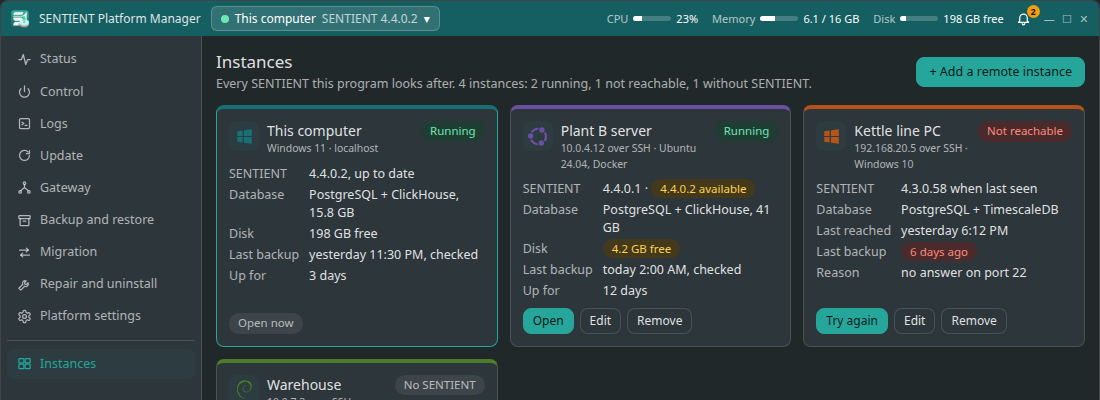 SENTIENT Platform Manager
This computer SENTIENT 4.4.0.2 ▾
CPU 23%
Memory 6.1 / 16 GB
Disk 198 GB free
2
Status
Control
Logs
Update
Gateway
Backup and restore
Migration
Repair and uninstall
Platform settings
Instances
Instances
Every SENTIENT this program looks after. 4 instances: 2 running, 1 not reachable, 1 without SENTIENT.
+ Add a remote instance
This computer
Running
Windows 11 · localhost
SENTIENT 4.4.0.2, up to date
Database PostgreSQL + ClickHouse,
15.8 GB
Disk 198 GB free
Last backup yesterday 11:30 PM, checked
Up for 3 days
Open now
Plant B server
Running
10.0.4.12 over SSH · Ubuntu
24.04, Docker
SENTIENT 4.4.0.1 · 4.4.0.2 available
Database PostgreSQL + ClickHouse, 41
GB
Disk 4.2 GB free
Last backup today 2:00 AM, checked
Up for 12 days
Open Edit Remove
Kettle line PC
Not reachable
192.168.20.5 over SSH ·
Windows 10
SENTIENT 4.3.0.58 when last seen
Database PostgreSQL + TimescaleDB
Last reached yesterday 6:12 PM
Last backup 6 days ago
Reason no answer on port 22
Try again Edit Remove
Warehouse
No SENTIENT